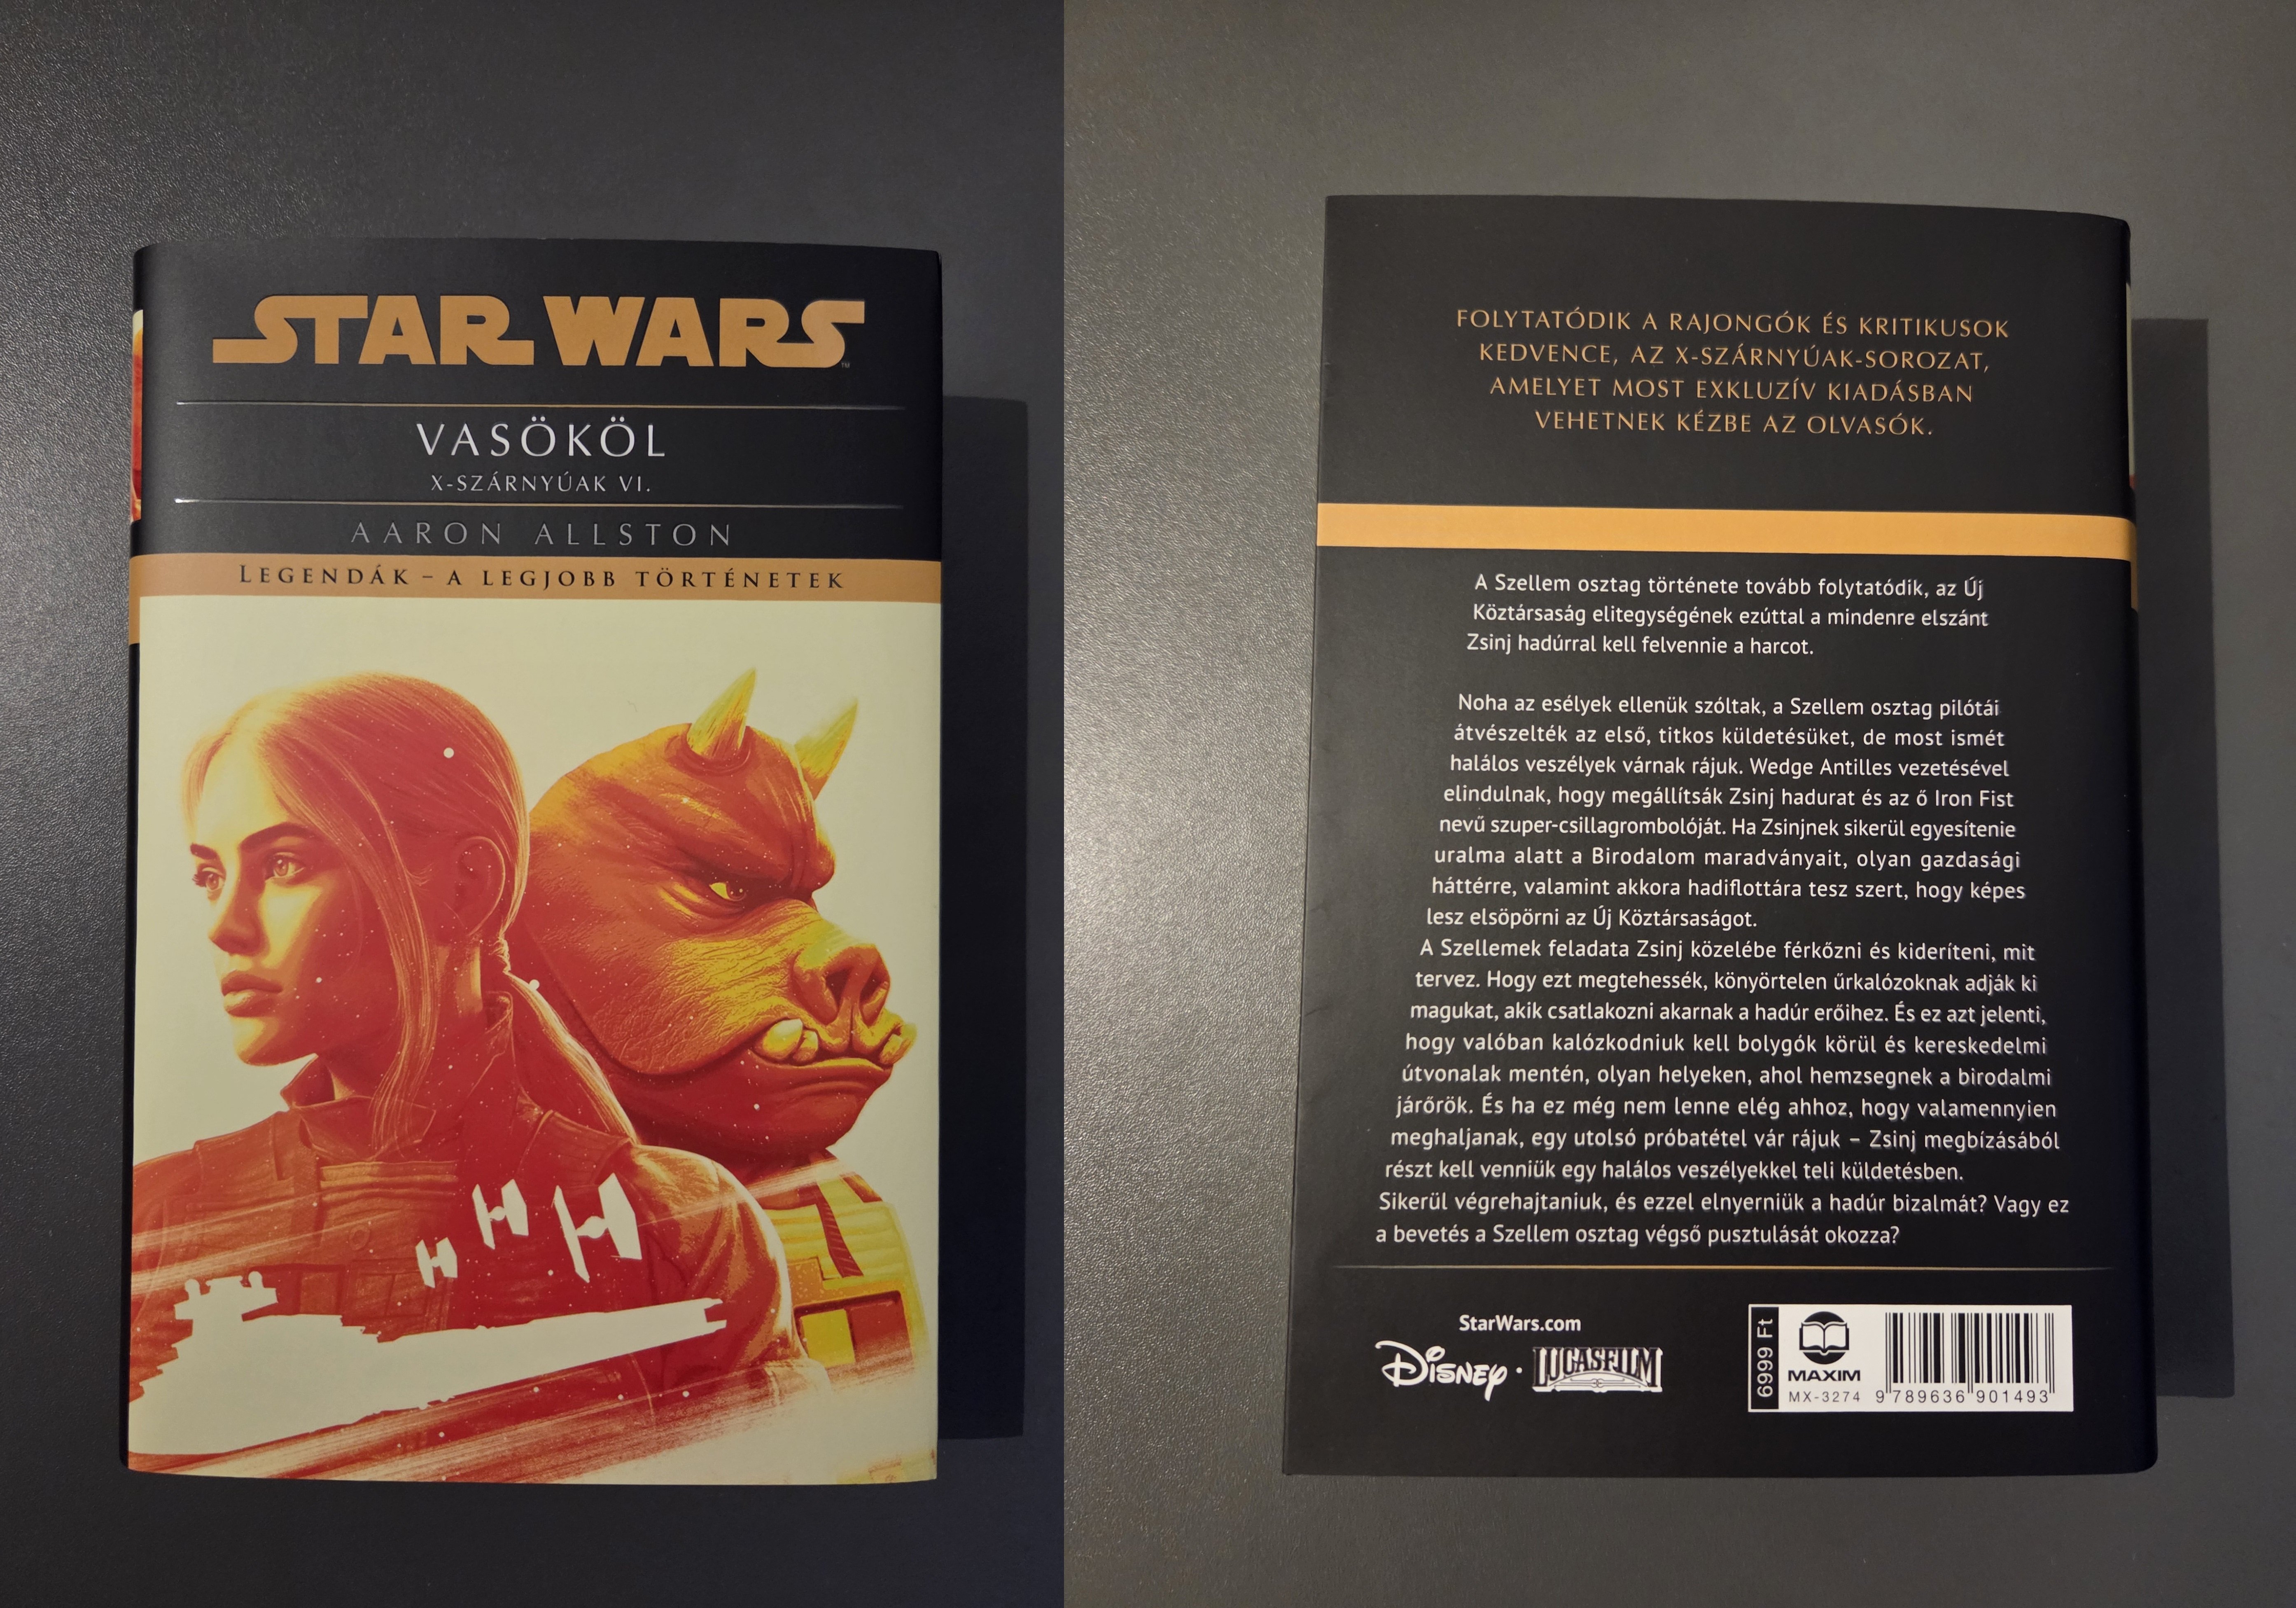 STAR WARS
TM
VASÖKÖL
X-SZÁRNYÚAK VI.
AARON ALLSTON
LEGENDÁK – A LEGJOBB TÖRTÉNETEK
FOLYTATÓDIK A RAJONGÓK ÉS KRITIKUSOK
KEDVENCE, AZ X-SZÁRNYÚAK-SOROZAT,
AMELYET MOST EXKLUZÍV KIADÁSBAN
VEHETNEK KÉZBE AZ OLVASÓK.
A Szellem osztag története tovább folytatódik, az Új
Köztársaság elitegységének ezúttal a mindenre elszánt
Zsinj hadúrral kell felvennie a harcot.
Noha az esélyek ellenük szóltak, a Szellem osztag pilótái
átvészelték az első, titkos küldetésüket, de most ismét
halálos veszélyek várnak rájuk. Wedge Antilles vezetésével
elindulnak, hogy megállítsák Zsinj hadurat és az ő Iron Fist
nevű szuper-csillagrombolóját. Ha Zsinjnek sikerül egyesítenie
uralma alatt a Birodalom maradványait, olyan gazdasági
háttérre, valamint akkora hadiflottára tesz szert, hogy képes
lesz elsöpörni az Új Köztársaságot.
A Szellemek feladata Zsinj közelébe férkőzni és kideríteni, mit
tervez. Hogy ezt megtehessék, könyörtelen űrkalózoknak adják ki
magukat, akik csatlakozni akarnak a hadúr erőihez. És ez azt jelenti,
hogy valóban kalózkodniuk kell bolygók körül és kereskedelmi
útvonalak mentén, olyan helyeken, ahol hemzsegnek a birodalmi
járőrök. És ha ez még nem lenne elég ahhoz, hogy valamennyien
meghaljanak, egy utolsó próbatétel vár rájuk – Zsinj megbízásából
részt kell venniük egy halálos veszélyekkel teli küldetésben.
Sikerül végrehajtaniuk, és ezzel elnyerniük a hadúr bizalmát? Vagy ez
a bevetés a Szellem osztag végső pusztulását okozza?
StarWars.com
Disney · LUCASFILM
6999 Ft
MAXIM
MX-3274
9 789636 901493